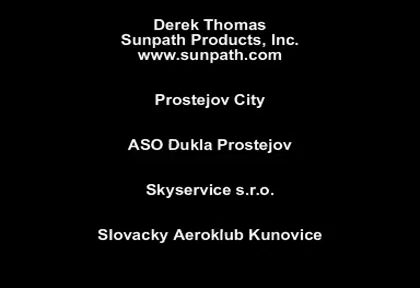 Derek Thomas
Sunpath Products, Inc.
www.sunpath.com
Prostejov City
ASO Dukla Prostejov
Skyservice s.r.o.
Slovacky Aeroklub Kunovice